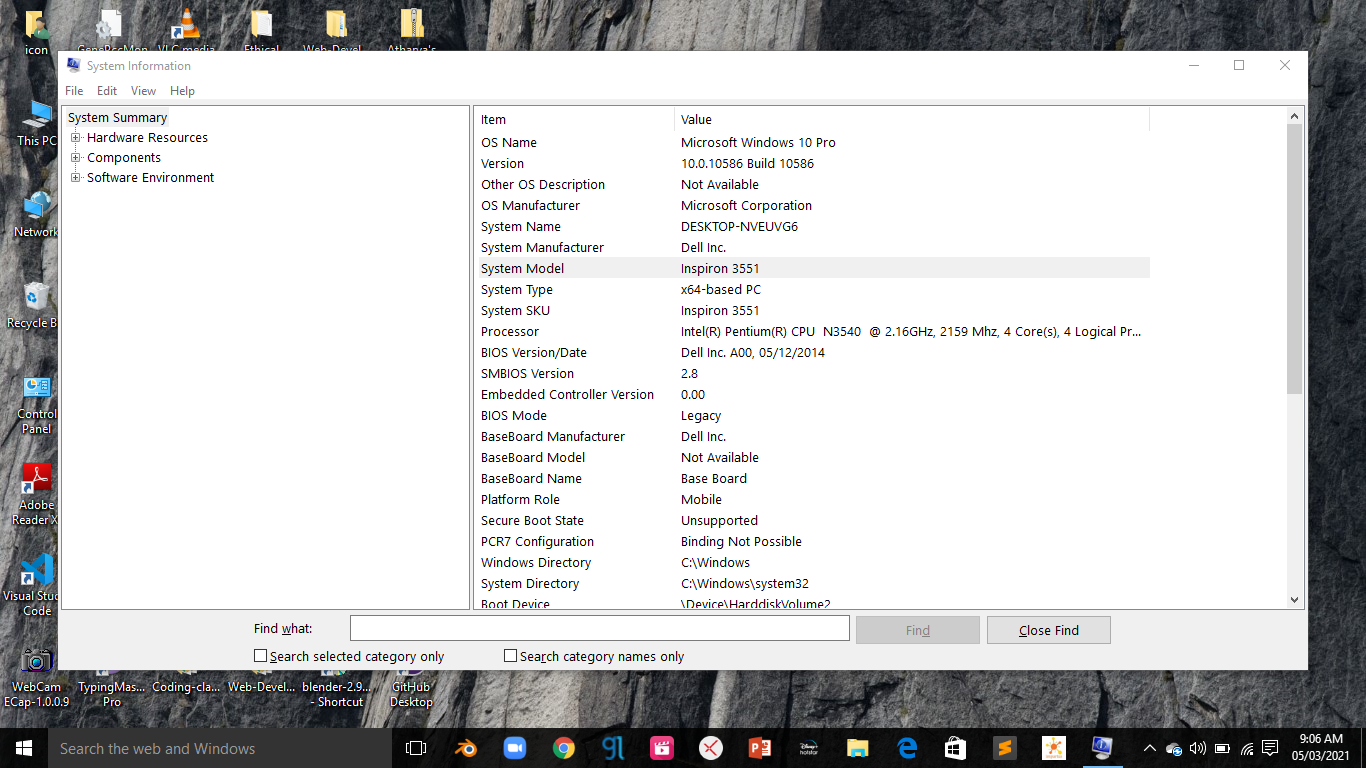 icon
VLC media
Ethical
Web-Devel...
Atharva's
System Information
File Edit View Help
System Summary
Hardware Resources
Components
Software Environment
Item Value
OS Name Microsoft Windows 10 Pro
Version 10.0.10586 Build 10586
Other OS Description Not Available
OS Manufacturer Microsoft Corporation
System Name DESKTOP-NVEUVG6
System Manufacturer Dell Inc.
System Model Inspiron 3551
System Type x64-based PC
System SKU Inspiron 3551
Processor Intel(R) Pentium(R) CPU N3540 @ 2.16GHz, 2159 Mhz, 4 Core(s), 4 Logical Pr...
BIOS Version/Date Dell Inc. A00, 05/12/2014
SMBIOS Version 2.8
Embedded Controller Version 0.00
BIOS Mode Legacy
BaseBoard Manufacturer Dell Inc.
BaseBoard Model Not Available
BaseBoard Name Base Board
Platform Role Mobile
Secure Boot State Unsupported
PCR7 Configuration Binding Not Possible
Windows Directory C:\Windows
System Directory C:\Windows\system32
Boot Device \Device\HarddiskVolume2
Find what:
Find
Close Find
Search selected category only
Search category names only
This PC
Network
Recycle B
Control
Panel
Adobe
Reader X
Visual Stud
Code
WebCam
ECap-1.0.0.9
TypingMas...
Pro
Coding-cla...
Web-Devel...
blender-2.9...
- Shortcut
GitHub
Desktop
Search the web and Windows
9:06 AM
05/03/2021